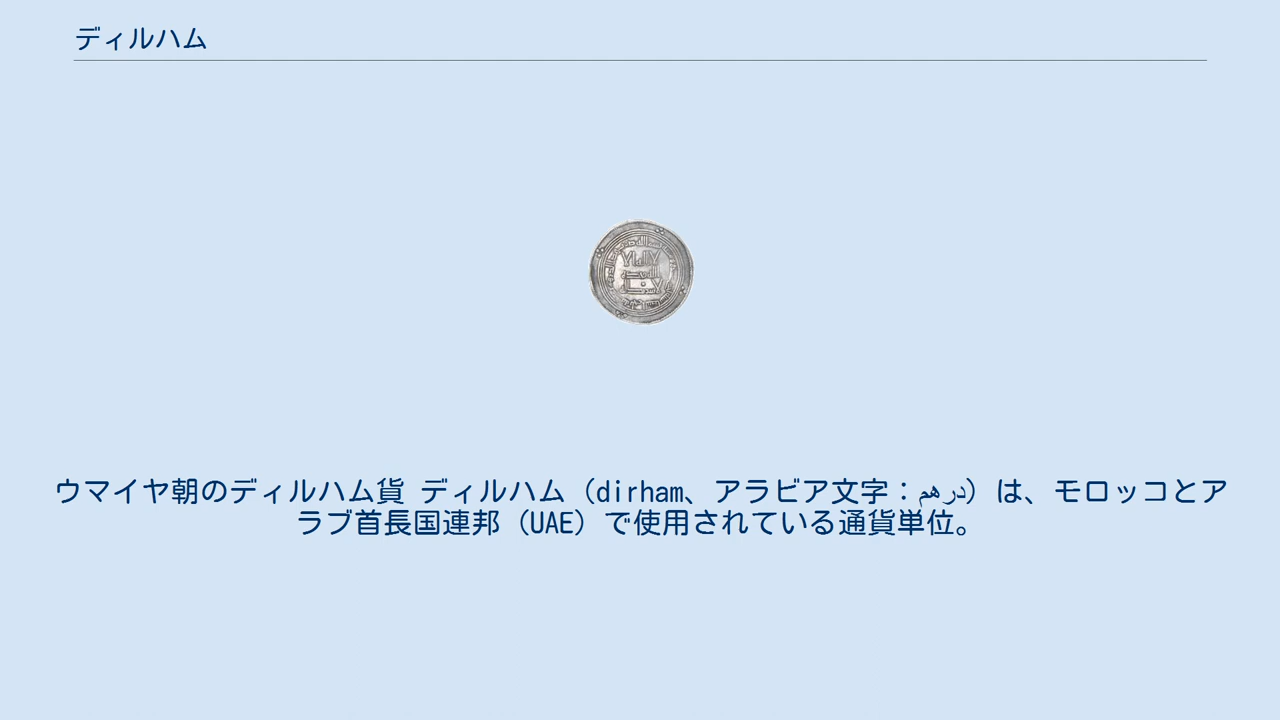 ディルハム
ウマイヤ朝のディルハム貨 ディルハム（dirham、アラビア文字：درهم）は、モロッコとア
ラブ首長国連邦（UAE）で使用されている通貨単位。